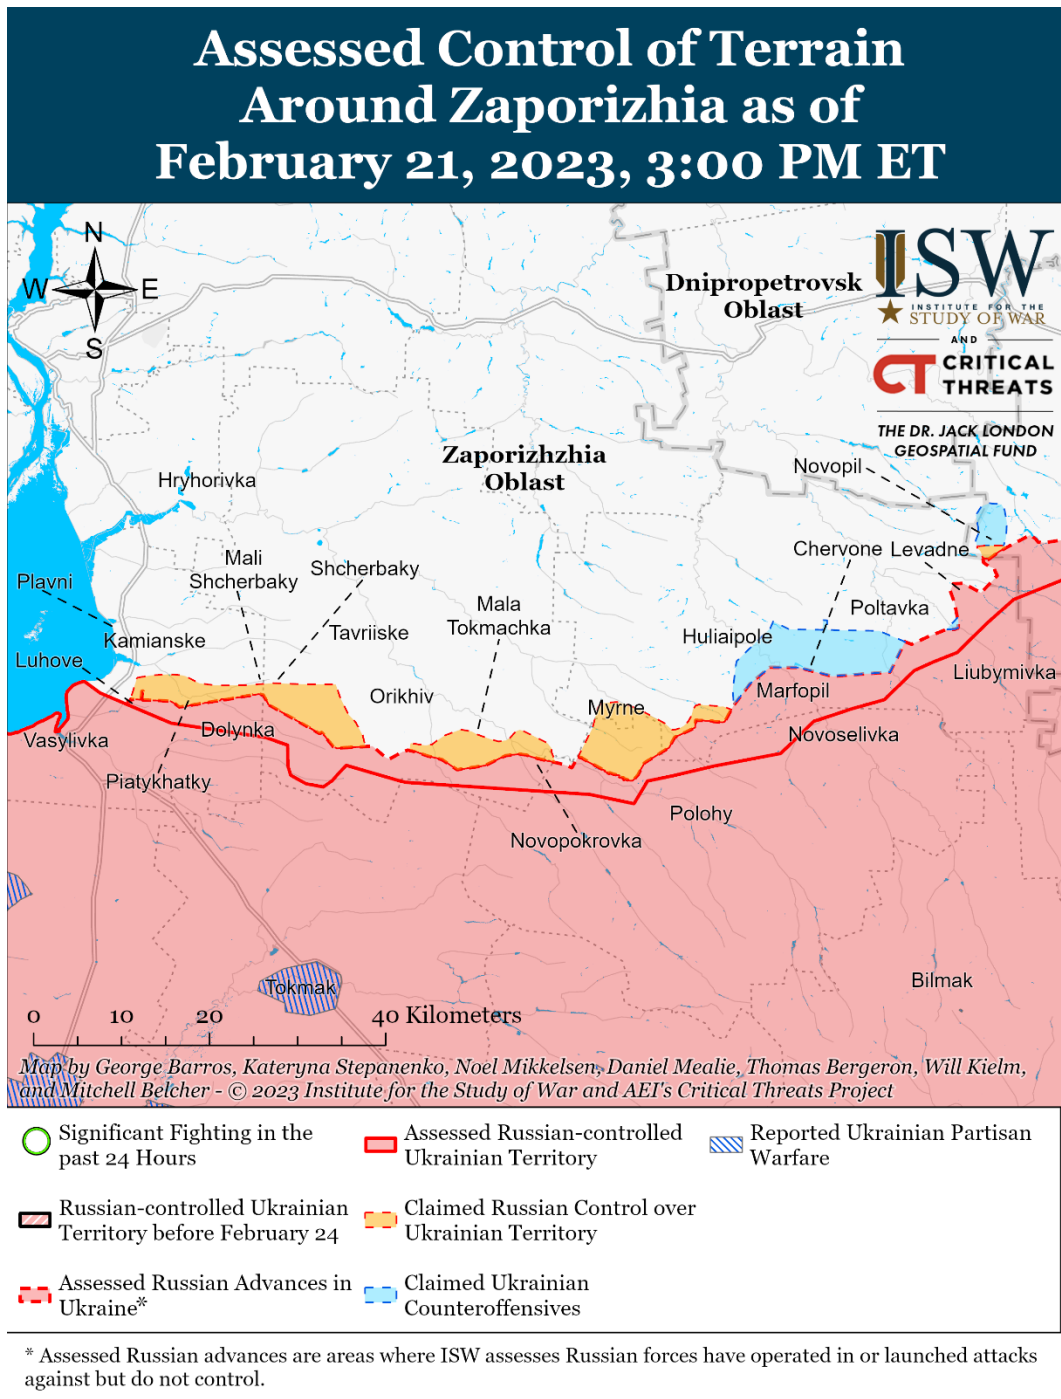 Assessed Control of Terrain
Around Zaporizhia as of
February 21, 2023, 3:00 PM ET
N
W E
S
Dnipropetrovsk
Oblast
ISW
INSTITUTE FOR THE
STUDY OF WAR
AND
CT CRITICAL
THREATS
THE DR. JACK LONDON
GEOSPATIAL FUND
Zaporizhzhia
Oblast
Novopil
Hryhorivka
Chervone Levadne
Mali
Shcherbaky
Shcherbaky
Plavni
Mala
Tokmachka
Poltavka
Kamianske
Tavriiske
Huliaipole
Luhove
Liubymivka
Orikhiv
Marfopil
Myrne
Dolynka
Vasylivka
Novoselivka
Piatykhatky
Polohy
Novopokrovka
Bilmak
Tokmak
0 10 20 40 Kilometers
Map by George Barros, Kateryna Stepanenko, Noel Mikkelsen, Daniel Mealie, Thomas Bergeron, Will Kielm,
and Mitchell Belcher - © 2023 Institute for the Study of War and AEI's Critical Threats Project
Significant Fighting in the
past 24 Hours
Russian-controlled Ukrainian
Territory before February 24
Assessed Russian Advances in
Ukraine*
Assessed Russian-controlled
Ukrainian Territory
Claimed Russian Control over
Ukrainian Territory
Claimed Ukrainian
Counteroffensives
Reported Ukrainian Partisan
Warfare
* Assessed Russian advances are areas where ISW assesses Russian forces have operated in or launched attacks
against but do not control.